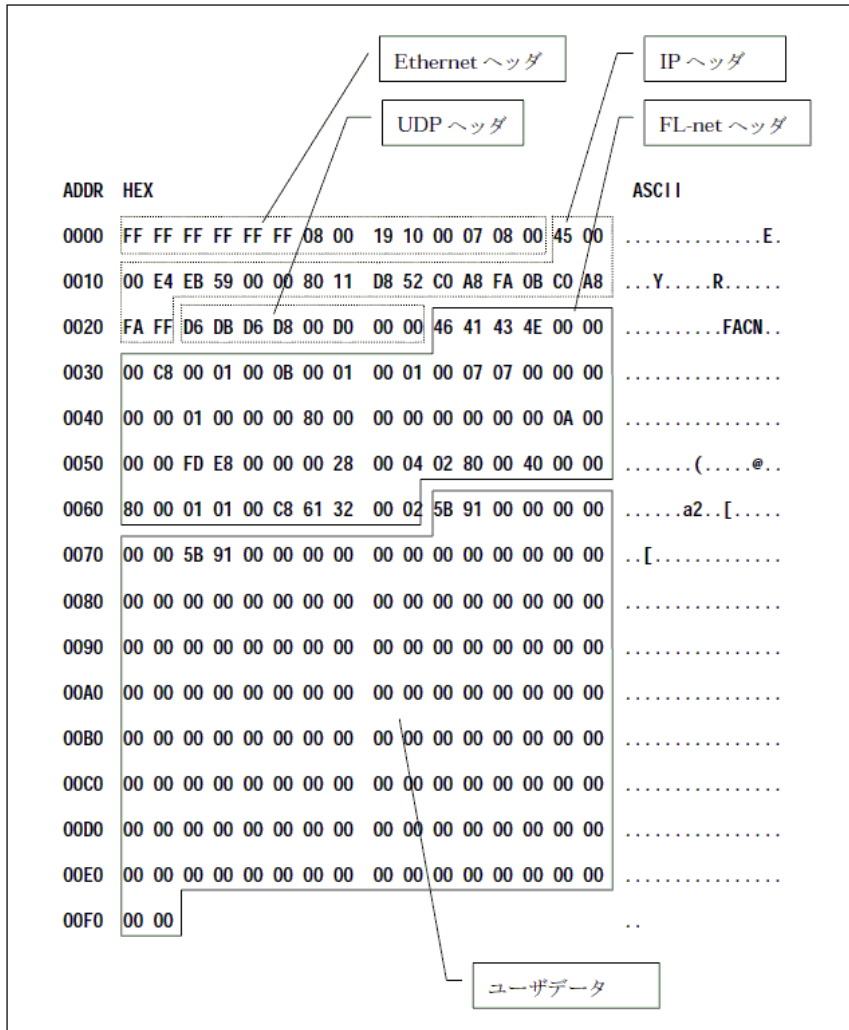 Ethernet ヘッダ
IP ヘッダ
UDP ヘッダ
FL-net ヘッダ
ADDR HEX ASCII
0000 FF FF FF FF FF FF 08 00 19 10 00 07 08 00 45 00 ..............E.
0010 00 E4 EB 59 00 00 80 11 D8 52 C0 A8 FA 0B C0 A8 ...Y.....R......
0020 FA FF D6 DB D6 D8 00 D0 00 00 46 41 43 4E 00 00 ..........FACN..
0030 00 C8 00 01 00 0B 00 01 00 01 00 07 07 00 00 00 ................
0040 00 00 01 00 00 00 80 00 00 00 00 00 00 00 0A 00 ................
0050 00 00 FD E8 00 00 00 28 00 04 02 80 00 40 00 00 .......(.....@..
0060 80 00 01 01 00 C8 61 32 00 02 5B 91 00 00 00 00 ......a2..[.....
0070 00 00 5B 91 00 00 00 00 00 00 00 00 00 00 00 00 ..[.............
0080 00 00 00 00 00 00 00 00 00 00 00 00 00 00 00 00 ................
0090 00 00 00 00 00 00 00 00 00 00 00 00 00 00 00 00 ................
00A0 00 00 00 00 00 00 00 00 00 00 00 00 00 00 00 00 ................
00B0 00 00 00 00 00 00 00 00 00 00 00 00 00 00 00 00 ................
00C0 00 00 00 00 00 00 00 00 00 00 00 00 00 00 00 00 ................
00D0 00 00 00 00 00 00 00 00 00 00 00 00 00 00 00 00 ................
00E0 00 00 00 00 00 00 00 00 00 00 00 00 00 00 00 00 ................
00F0 00 00 ..
ユーザデータ